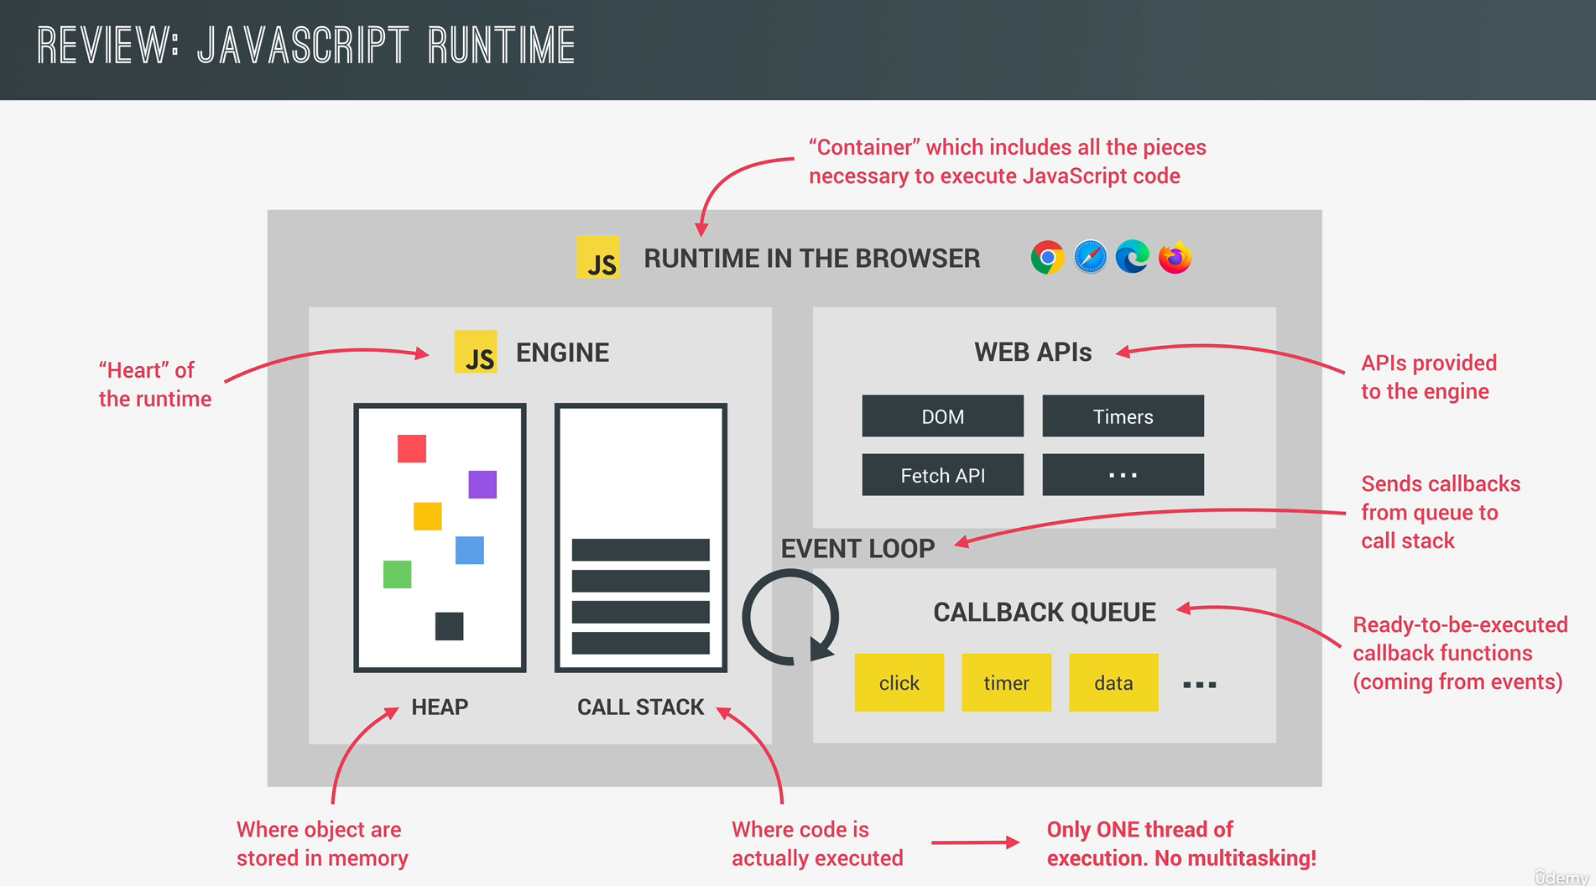 REVIEW: JAVASCRIPT RUNTIME
“Container” which includes all the pieces
necessary to execute JavaScript code
JS RUNTIME IN THE BROWSER
“Heart” of
the runtime
JS ENGINE
HEAP
CALL STACK
WEB APIs
DOM
Timers
Fetch API
...
APIs provided
to the engine
EVENT LOOP
Sends callbacks
from queue to
call stack
CALLBACK QUEUE
click
timer
data
...
Ready-to-be-executed
callback functions
(coming from events)
Where object are
stored in memory
Where code is
actually executed
Only ONE thread of
execution. No multitasking!
ûdemy